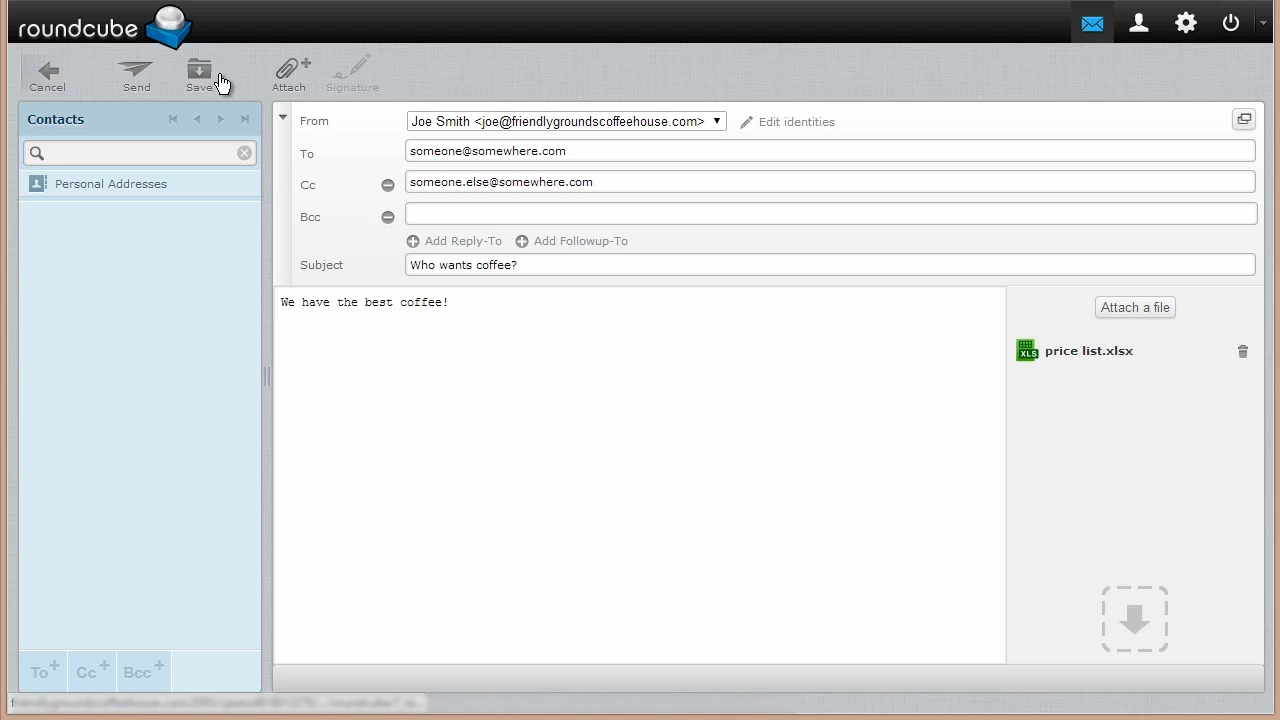 roundcube
Cancel
Send
Save
Attach
Signature
Contacts
Personal Addresses
To
Cc
Bcc
From
Joe Smith <joe@friendlygroundscoffeehouse.com>
Edit identities
To
someone@somewhere.com
Cc
someone.else@somewhere.com
Bcc
Add Reply-To
Add Followup-To
Subject
Who wants coffee?
We have the best coffee!
Attach a file
XLS
price list.xlsx